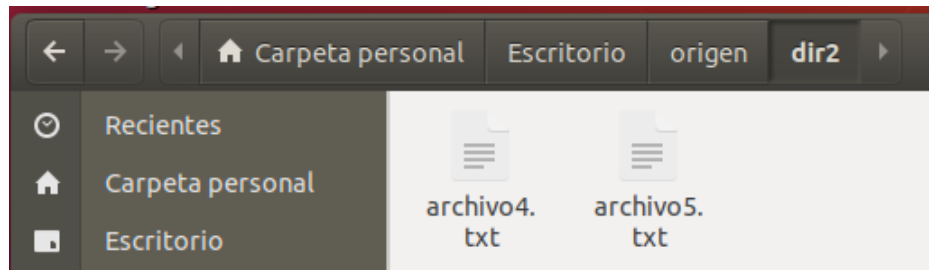 Carpeta personal Escritorio origen dir2
Recientes
Carpeta personal
Escritorio
archivo4.
txt
archivo5.
txt